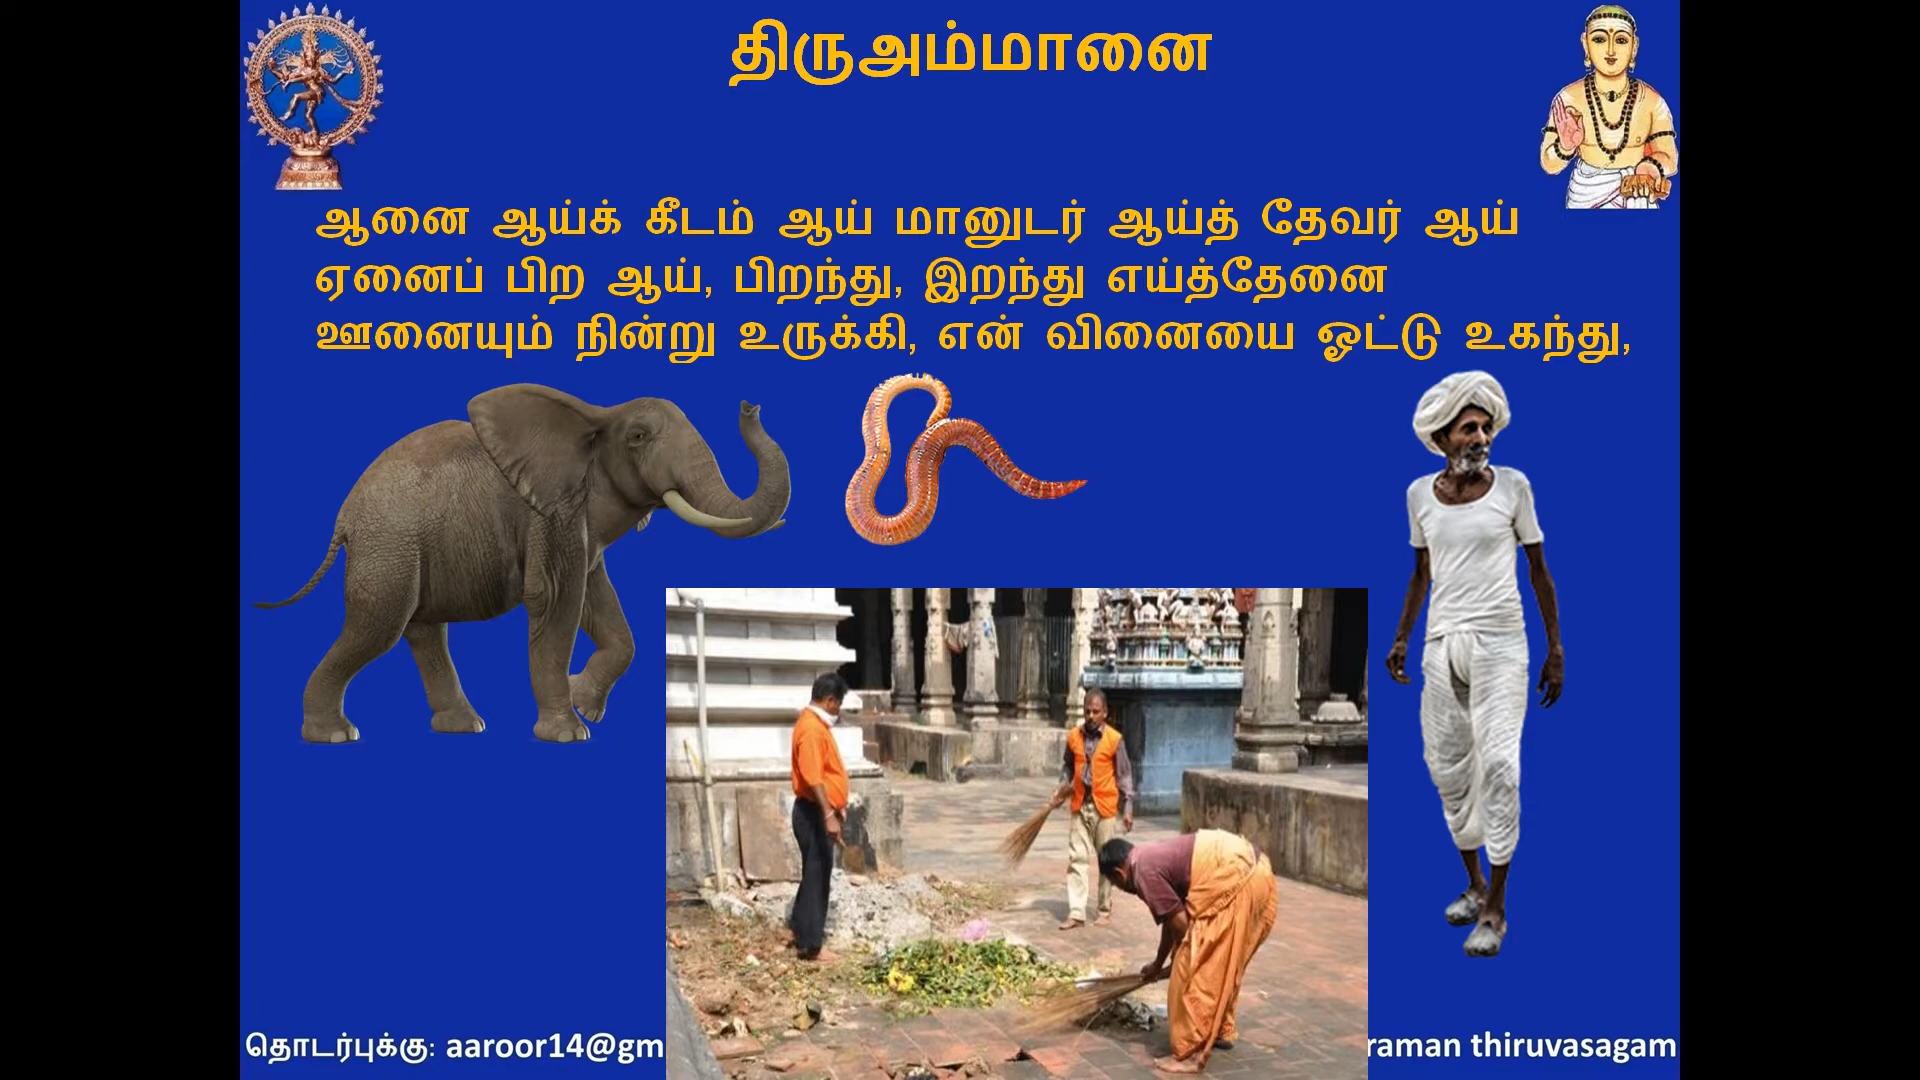 திருஅம்மானை
ஆனை ஆய்க் கீடம் ஆய் மானுடர் ஆய்த் தேவர் ஆய்
ஏனைப் பிற ஆய், பிறந்து, இறந்து எய்த்தேனை
ஊனையும் நின்று உருக்கி, என் வினையை ஓட்டு உகந்து,
தொடர்புக்கு: aaroor14@gm
raman thiruvasagam